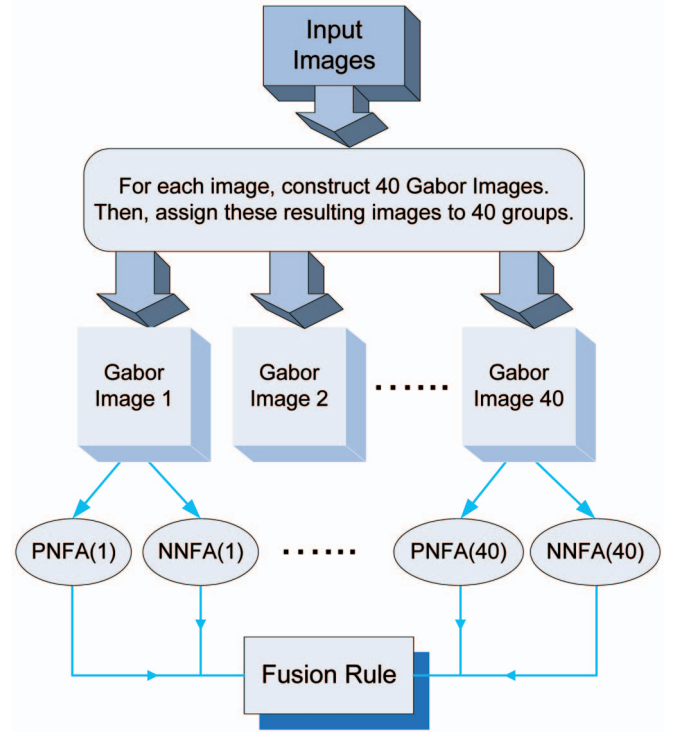 Input
Images
For each image, construct 40 Gabor Images.
Then, assign these resulting images to 40 groups.
Gabor
Image 1
Gabor
Image 2
......
Gabor
Image 40
PNFA(1)
NNFA(1)
......
PNFA(40)
NNFA(40)
Fusion Rule